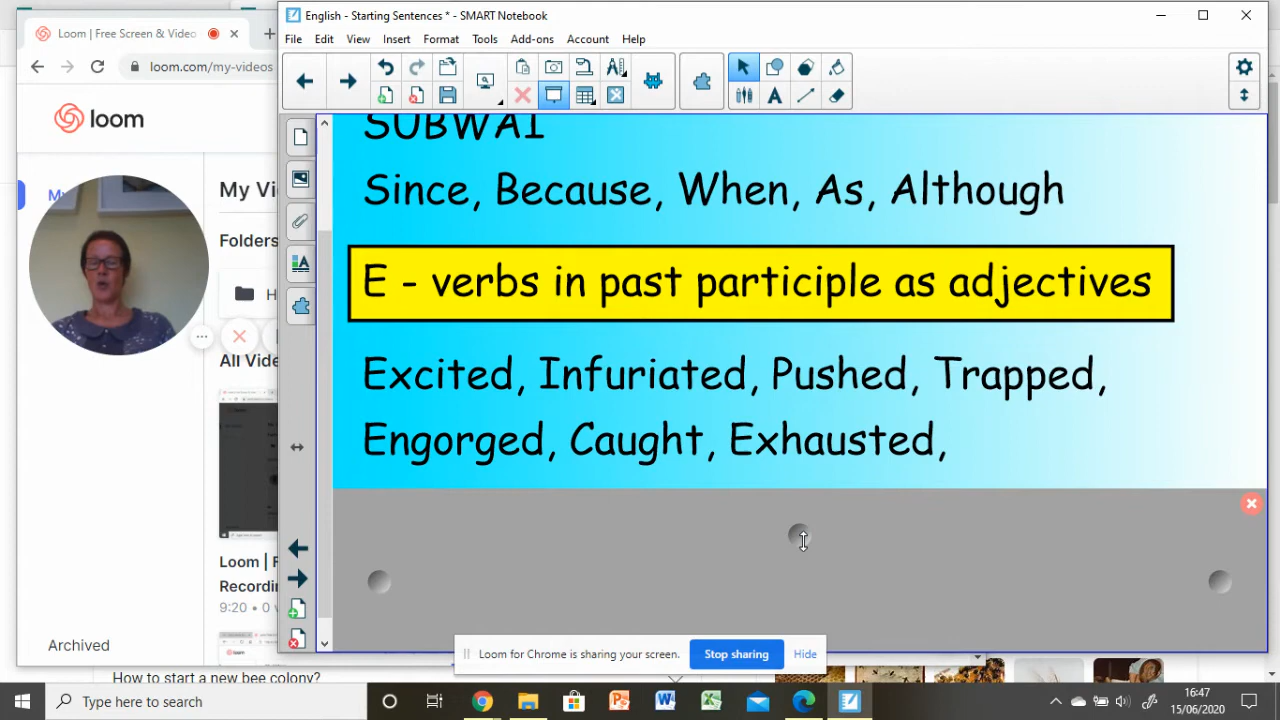 English - Starting Sentences * - SMART Notebook
Loom | Free Screen & Video
File Edit View Insert Format Tools Add-ons Account Help
loom.com/my-videos
loom
My
My Vi
Folders
H
All Vide
Loom | F
Recordin
9:20 • 0 v
Archived
How to start a new bee colony?
SUBWAI
Since, Because, When, As, Although
E - verbs in past participle as adjectives
Excited, Infuriated, Pushed, Trapped,
Engorged, Caught, Exhausted,
Loom for Chrome is sharing your screen. Stop sharing Hide
Type here to search
16:47
15/06/2020